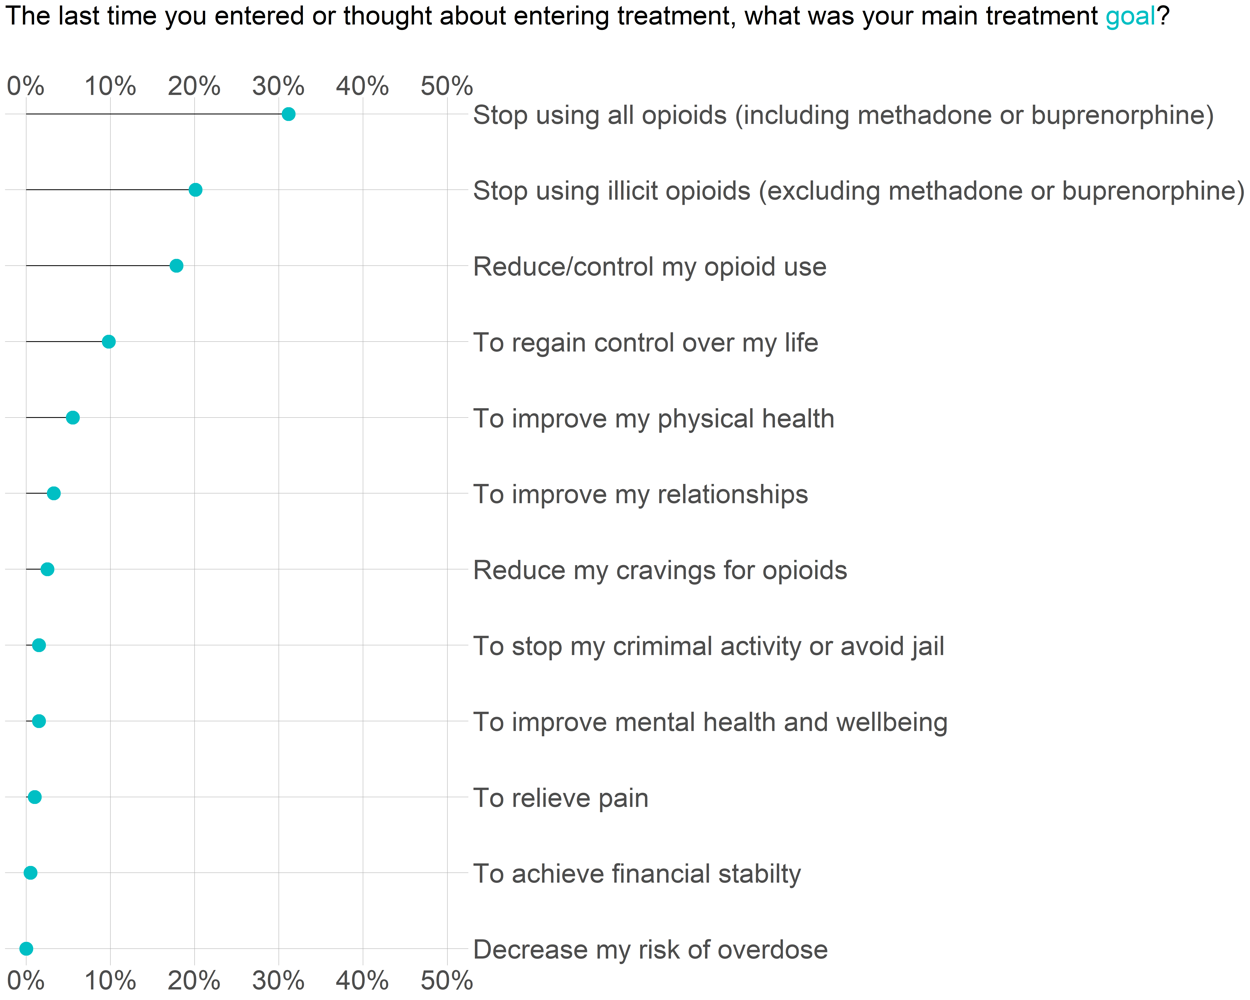 The last time you entered or thought about entering treatment, what was your main treatment goal?
0% 10% 20% 30% 40% 50%
Stop using all opioids (including methadone or buprenorphine)
Stop using illicit opioids (excluding methadone or buprenorphine)
Reduce/control my opioid use
To regain control over my life
To improve my physical health
To improve my relationships
Reduce my cravings for opioids
To stop my crimimal activity or avoid jail
To improve mental health and wellbeing
To relieve pain
To achieve financial stabilty
Decrease my risk of overdose
0% 10% 20% 30% 40% 50%